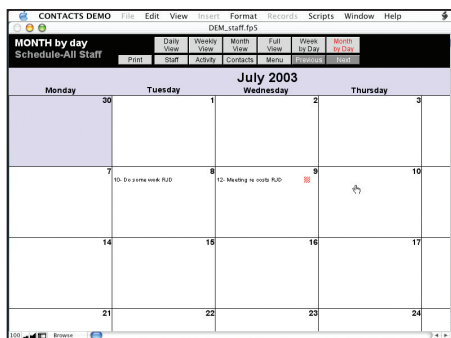 CONTACTS DEMO File Edit View Insert Format Records Scripts Window Help
DEM_staff.fp5
MONTH by day
Schedule-All Staff
Daily View Weekly View Month View Full View Week by Day Month by Day
Print Staff Activity Contacts Menu Previous Next
July 2003
Monday Tuesday Wednesday Thursday
30 1 2 3
7 8 9 10
10- Do some work RJD 12- Meeting re costs RJD
14 15 16 17
21 22 23 24
100 Browse